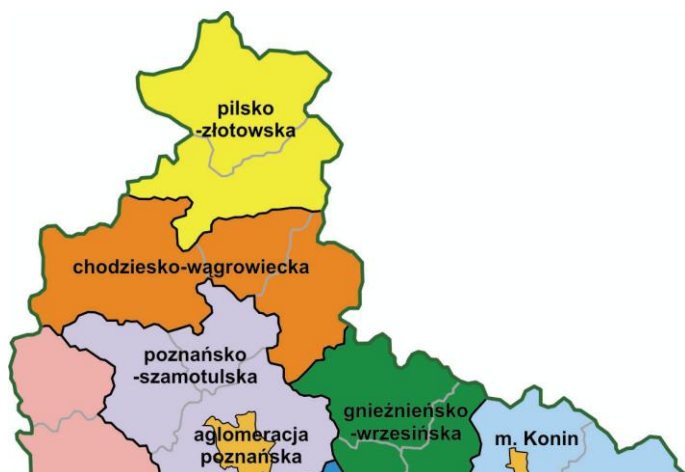 pilsko
-złotowska
chodziesko-wągrowiecka
poznańsko
-szamotulska
gnieźnieńsko
-wrzesińska
aglomeracja
poznańska
m. Konin